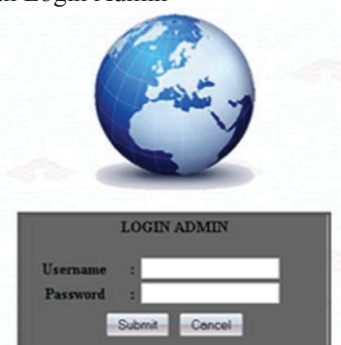 Login Admin
LOGIN ADMIN
Username :
Password :
Submit Cancel